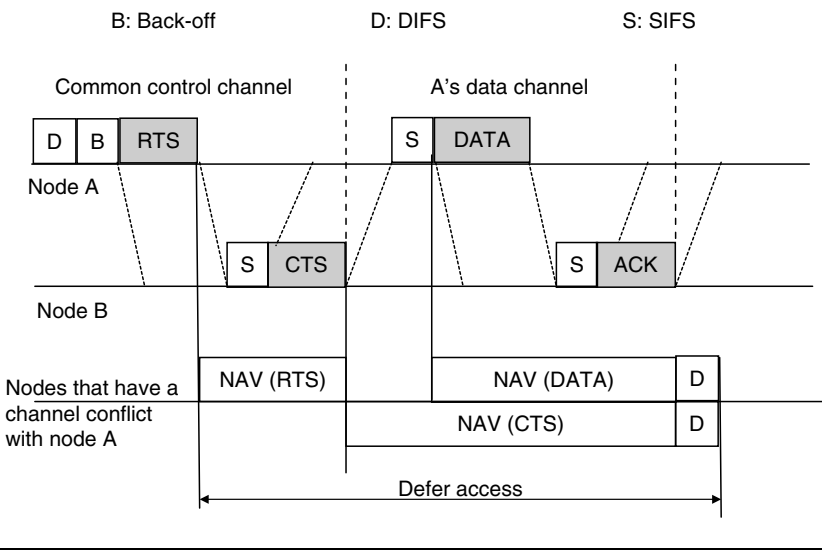 B: Back-off D: DIFS S: SIFS
Common control channel A's data channel
D B RTS S DATA
Node A
S CTS S ACK
Node B
NAV (RTS) NAV (DATA) D
Nodes that have a
channel conflict
with node A
NAV (CTS) D
Defer access